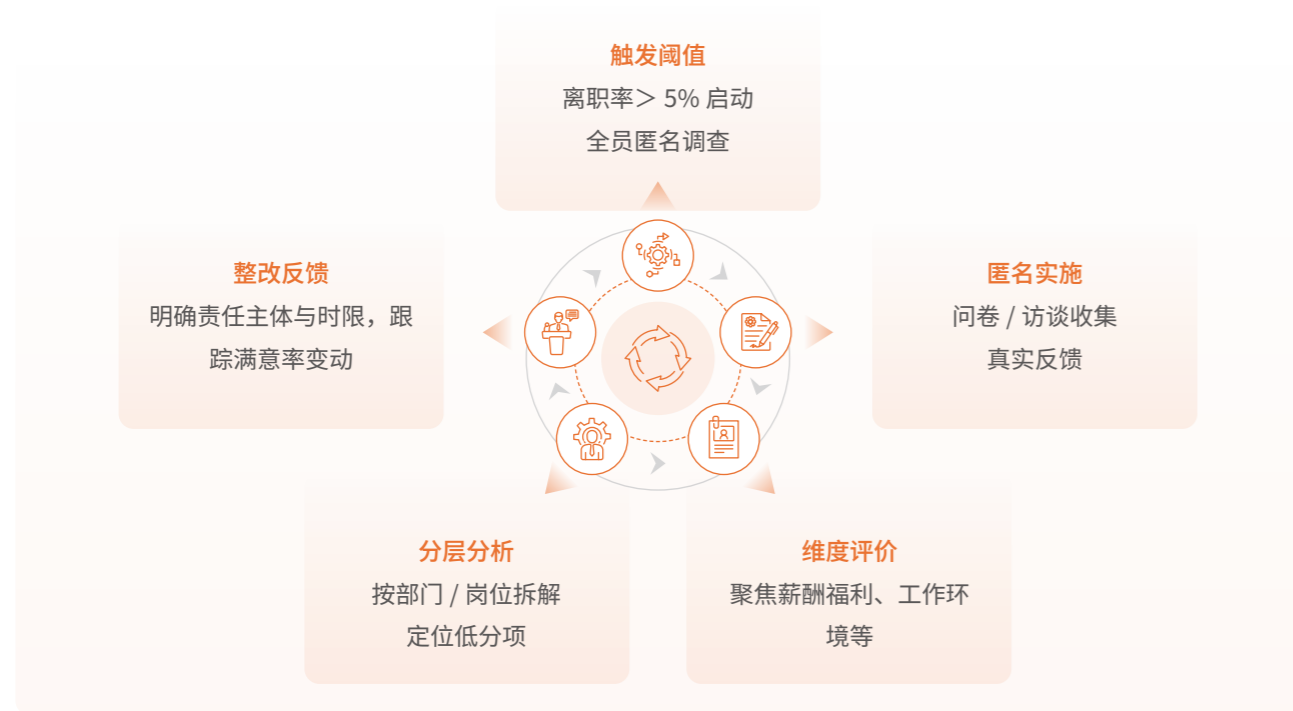 触发阈值
离职率＞ 5% 启动
全员匿名调查
整改反馈
明确责任主体与时限，跟
踪满意率变动
匿名实施
问卷 / 访谈收集
真实反馈
分层分析
按部门 / 岗位拆解
定位低分项
维度评价
聚焦薪酬福利、工作环
境等